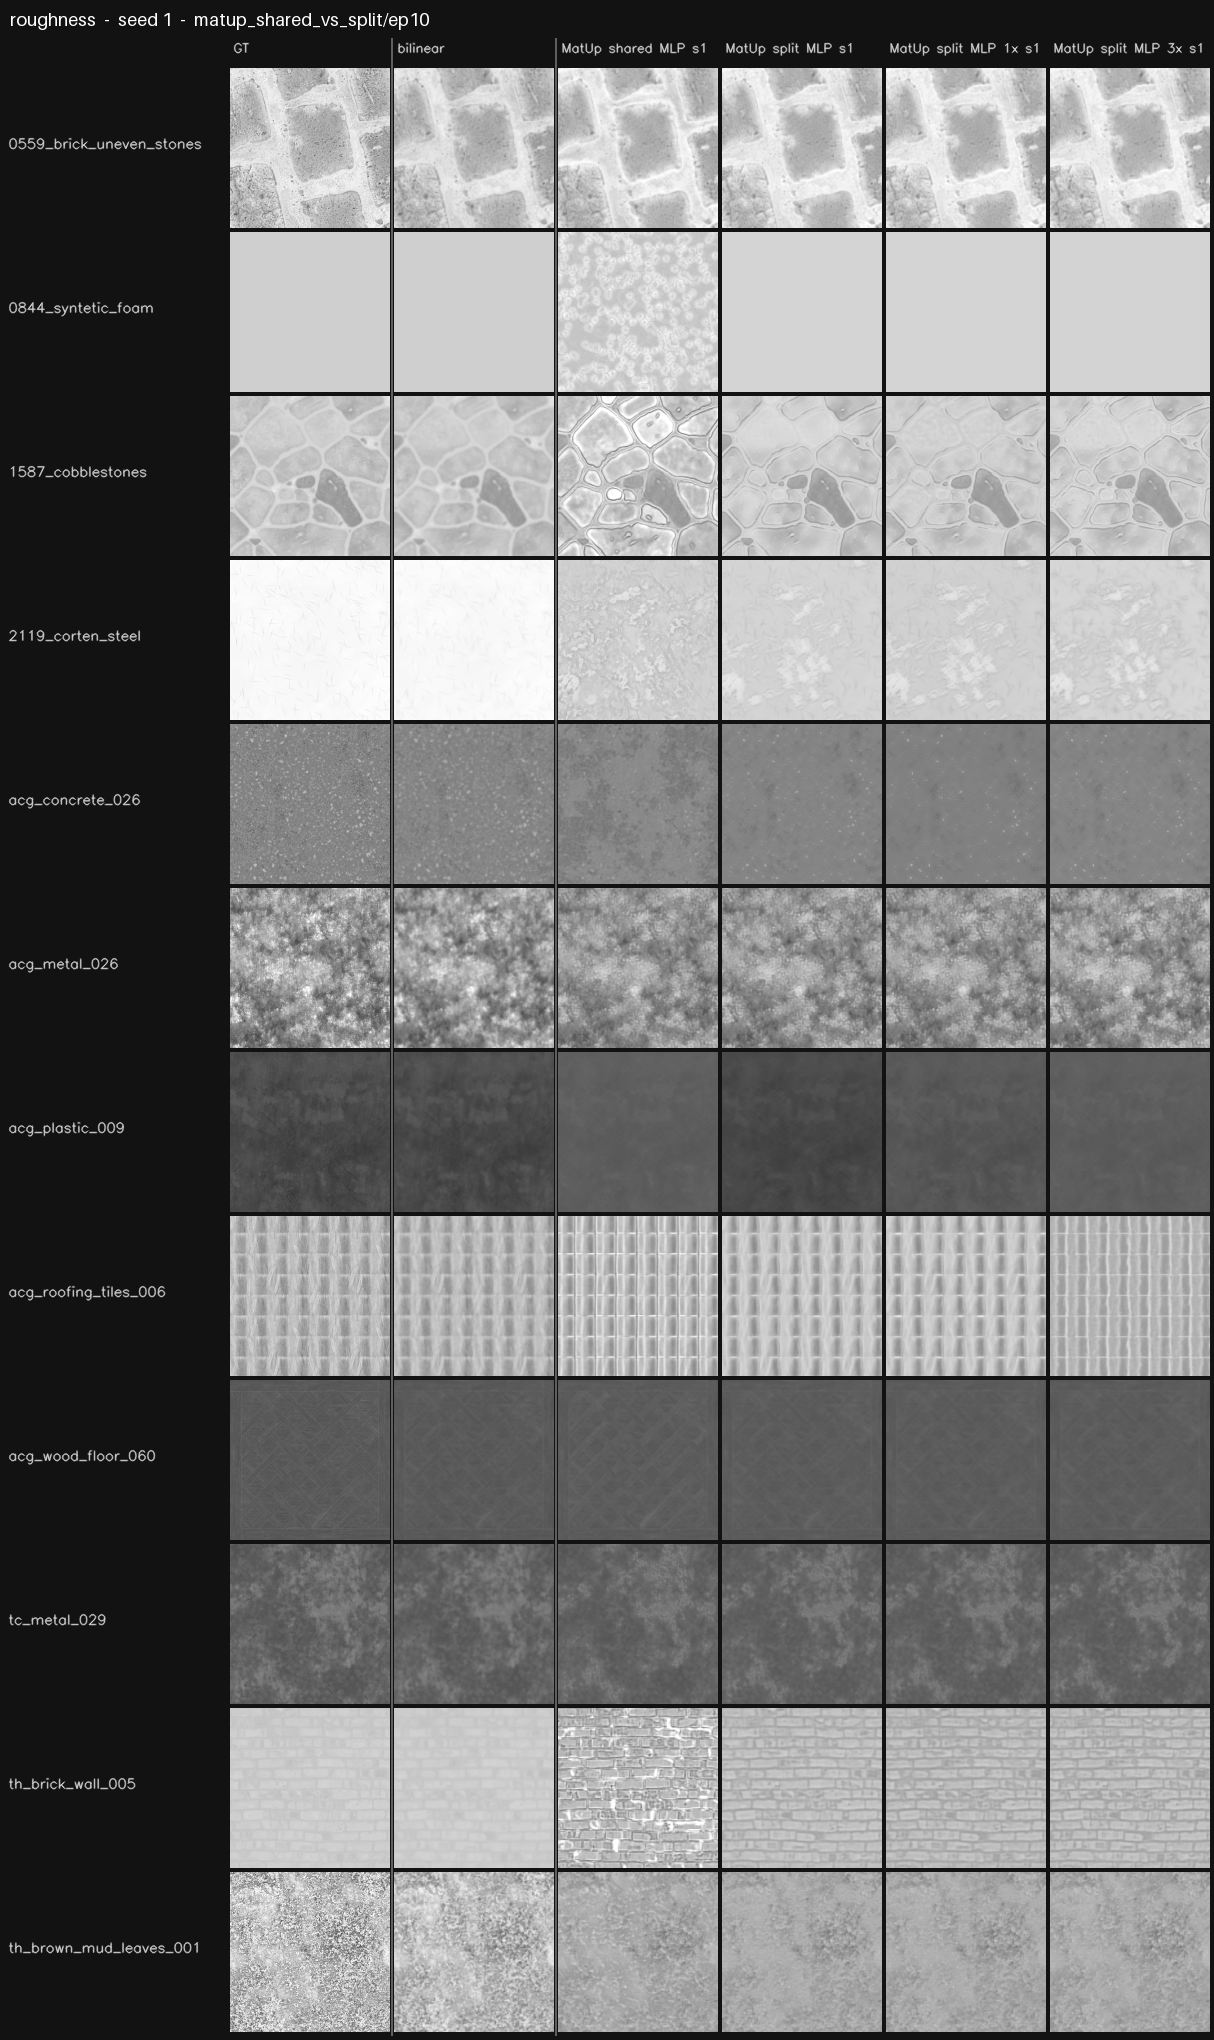 roughness - seed 1 - matup_shared_vs_split/ep10
GT bilinear MatUp shared MLP s1 MatUp split MLP s1 MatUp split MLP 1x s1 MatUp split MLP 3x s1
0559_brick_uneven_stones
0844_syntetic_foam
1587_cobblestones
2119_corten_steel
acg_concrete_026
acg_metal_026
acg_plastic_009
acg_roofing_tiles_006
acg_wood_floor_060
tc_metal_029
th_brick_wall_005
th_brown_mud_leaves_001